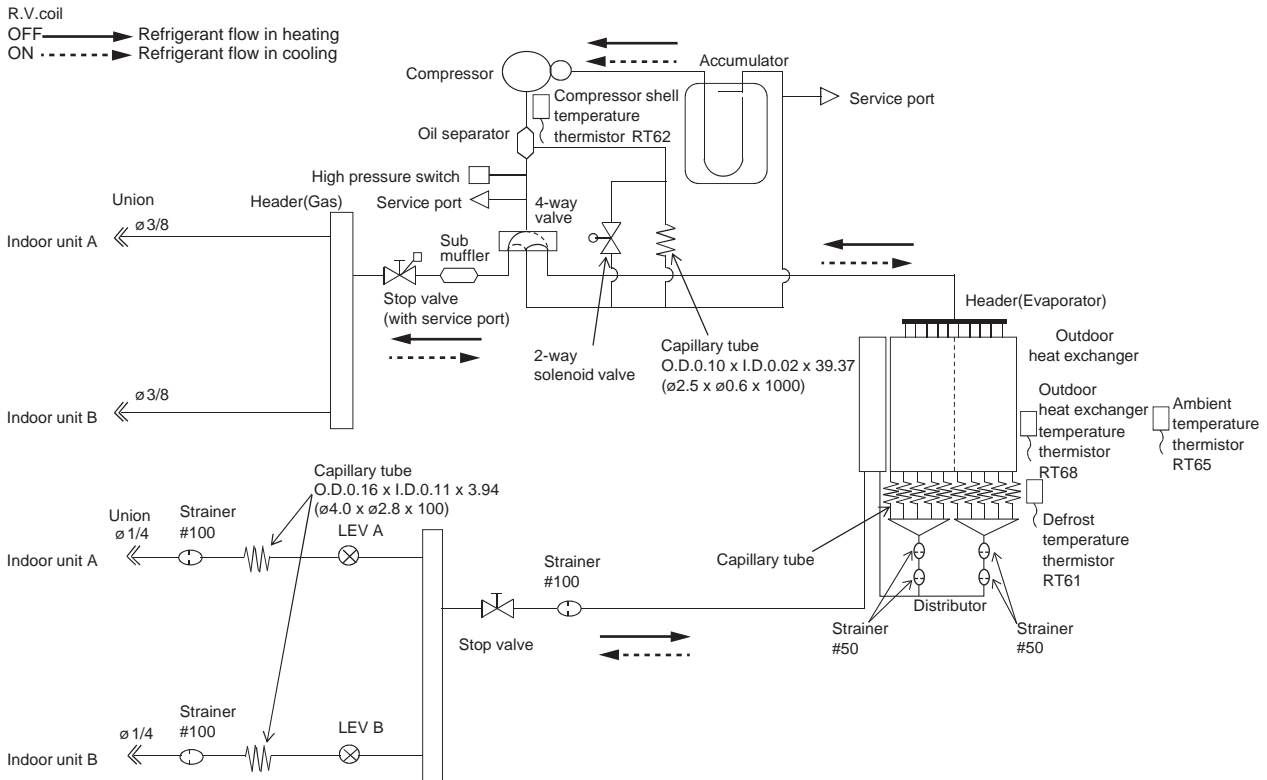 R.V.coil
OFF Refrigerant flow in heating
ON Refrigerant flow in cooling
Compressor
Accumulator
Service port
Compressor shell
temperature
thermistor RT62
Oil separator
High pressure switch
Service port
4-way
valve
Union
Header(Gas)
Indoor unit A
ø 3/8
Sub
muffler
Stop valve
(with service port)
2-way
solenoid valve
Capillary tube
O.D.0.10 x I.D.0.02 x 39.37
(ø2.5 x ø0.6 x 1000)
Header(Evaporator)
Outdoor
heat exchanger
Outdoor
heat exchanger
temperature
thermistor
RT68
Ambient
temperature
thermistor
RT65
Indoor unit B
ø 3/8
Capillary tube
O.D.0.16 x I.D.0.11 x 3.94
(ø4.0 x ø2.8 x 100)
Union
ø 1/4
Strainer
#100
LEV A
Indoor unit A
Strainer
#100
Stop valve
Capillary tube
Defrost
temperature
thermistor
RT61
Distributor
Strainer
#50
Strainer
#50
Indoor unit B
ø 1/4
Strainer
#100
LEV B